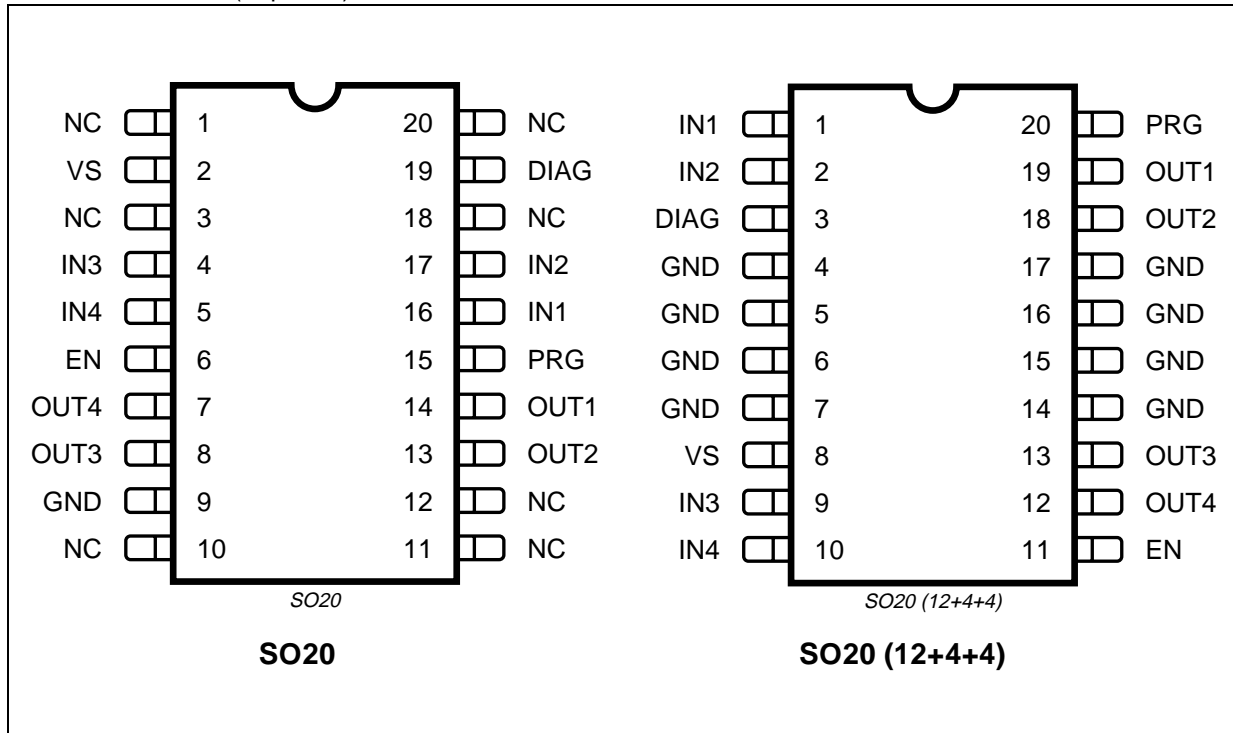 NC 1 20 NC
VS 2 19 DIAG
NC 3 18 NC
IN3 4 17 IN2
IN4 5 16 IN1
EN 6 15 PRG
OUT4 7 14 OUT1
OUT3 8 13 OUT2
GND 9 12 NC
NC 10 11 NC
SO20
SO20
IN1 1 20 PRG
IN2 2 19 OUT1
DIAG 3 18 OUT2
GND 4 17 GND
GND 5 16 GND
GND 6 15 GND
GND 7 14 GND
VS 8 13 OUT3
IN3 9 12 OUT4
IN4 10 11 EN
SO20 (12+4+4)
SO20 (12+4+4)